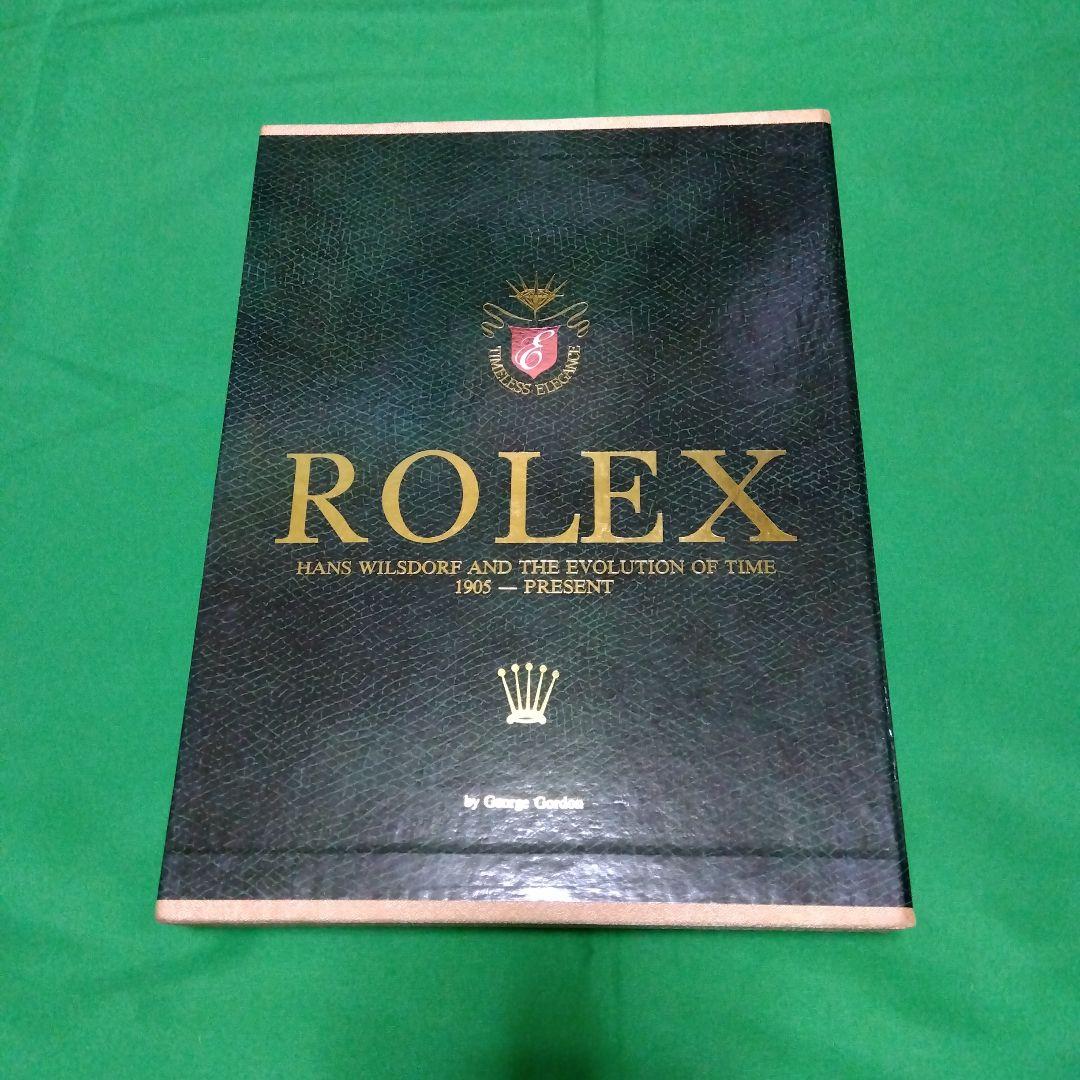 E
TIMELESS ELEGANCE
ROLEX
HANS WILSDORF AND THE EVOLUTION OF TIME
1905 — PRESENT
by George Gordon